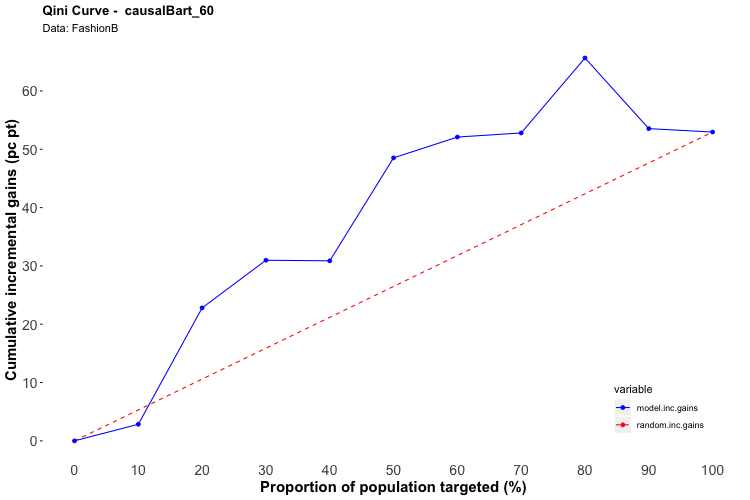 Qini Curve -  causalBart_60
Data: FashionB
Cumulative incremental gains (pc pt)
60
50
40
30
20
10
0
0 10 20 30 40 50 60 70 80 90 100
Proportion of population targeted (%)
variable
model.inc.gains
random.inc.gains